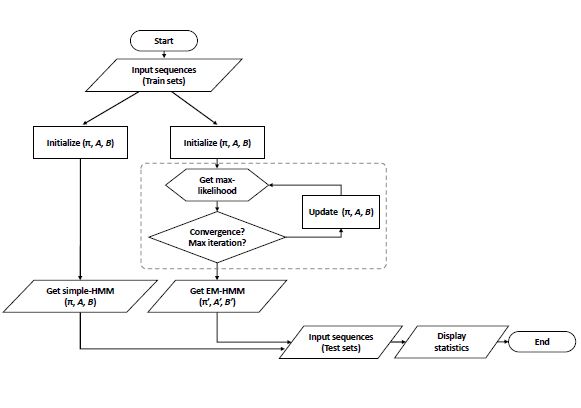 Start
Input sequences
(Train sets)
Initialize (π, A, B)
Initialize (π, A, B)
Get max-
likelihood
Update (π, A, B)
Convergence?
Max iteration?
Get simple-HMM
(π, A, B)
Get EM-HMM
(π′, A′, B′)
Input sequences
(Test sets)
Display
statistics
End